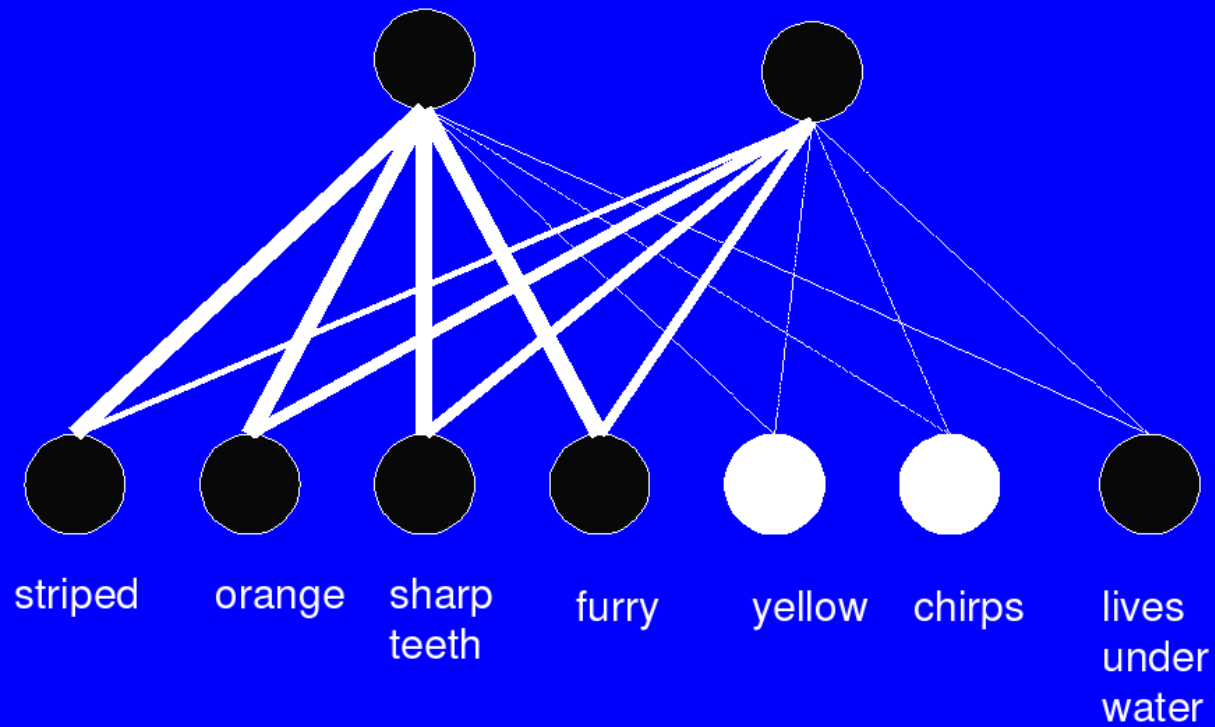 striped
orange
sharp
teeth
furry
yellow
chirps
lives
under
water